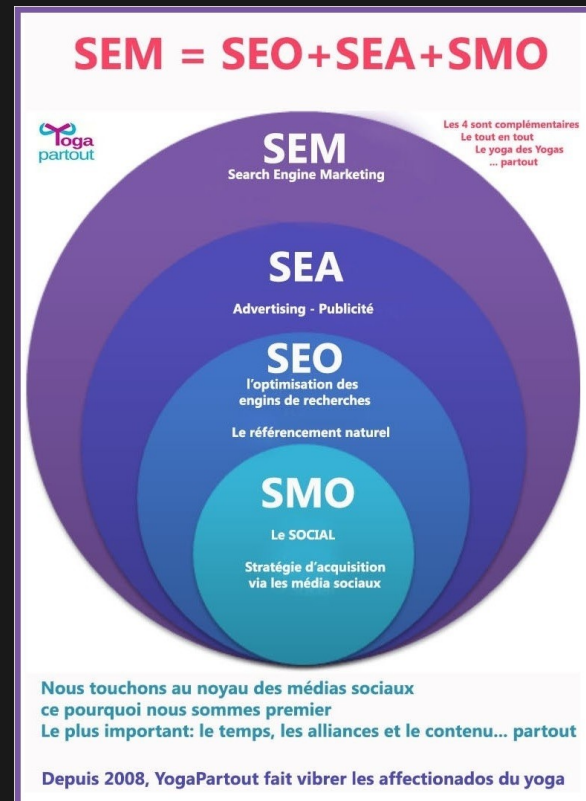 SEM = SEO+SEA+SMO
Yoga
partout
Les 4 sont complémentaires
Le tout en tout
Le yoga des Yogas
... partout
SEM
Search Engine Marketing
SEA
Advertising - Publicité
SEO
l'optimisation des
engins de recherches
Le référencement naturel
SMO
Le SOCIAL
Stratégie d'acquisition
via les média sociaux
Nous touchons au noyau des médias sociaux
ce pourquoi nous sommes premier
Le plus important: le temps, les alliances et le contenu... partout
Depuis 2008, YogaPartout fait vibrer les affectionados du yoga